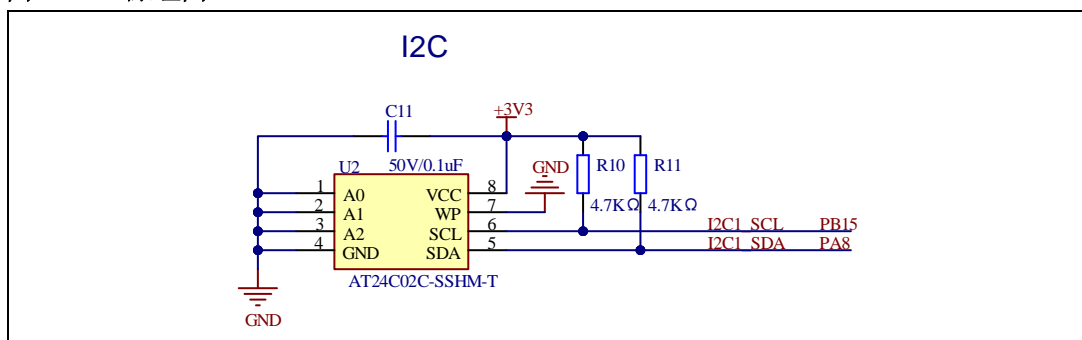 I2C
C11
+3V3
U2
50V/0.1uF
GND
R10
R11
4.7KΩ
4.7KΩ
1 A0 VCC 8
2 A1 WP 7
3 A2 SCL 6
4 GND SDA 5
I2C1_SCL PB15
I2C1_SDA PA8
AT24C02C-SSHM-T
GND